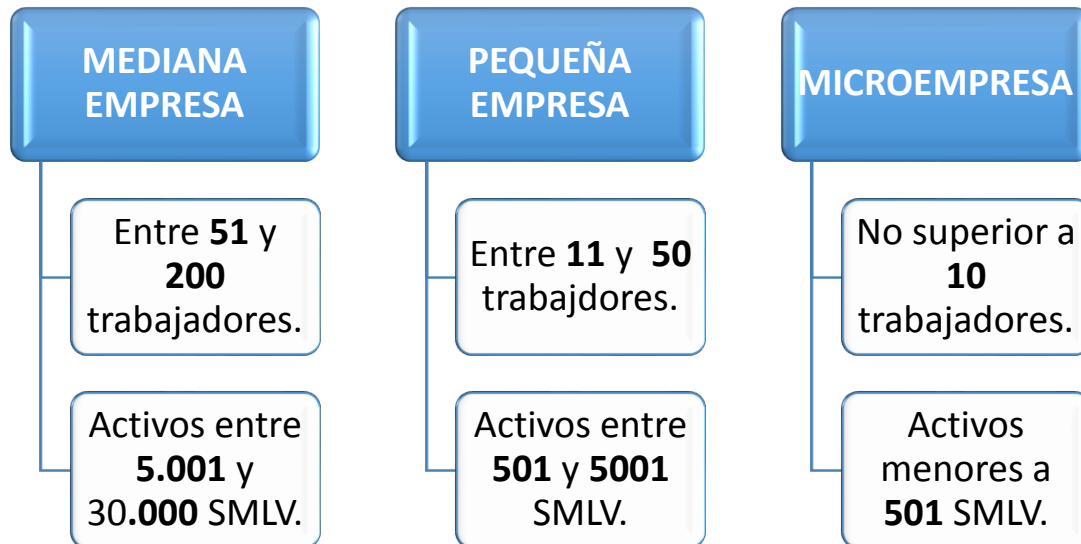 MEDIANA
EMPRESA
Entre 51 y
200
trabajadores.
Activos entre
5.001 y
30.000 SMLV.
PEQUEÑA
EMPRESA
Entre 11 y 50
trabajdores.
Activos entre
501 y 5001
SMLV.
MICROEMPRESA
No superior a
10
trabajadores.
Activos
menores a
501 SMLV.